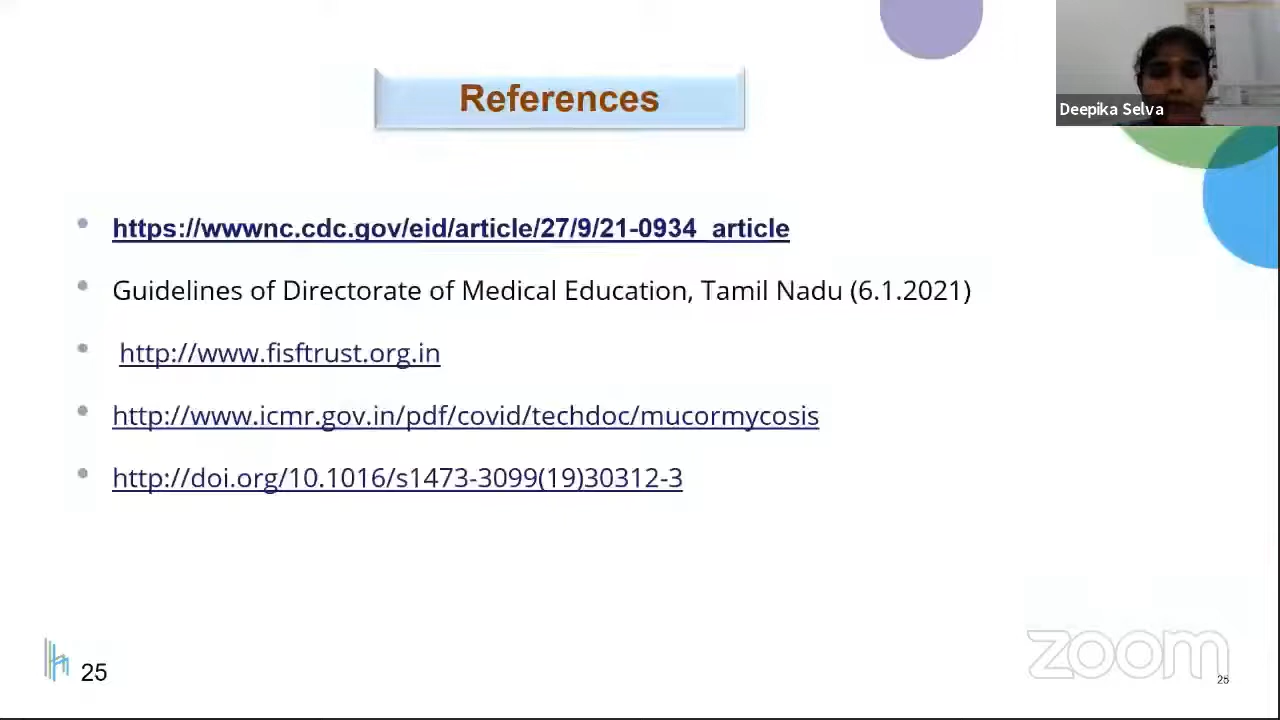 References
Deepika Selva
https://wwwnc.cdc.gov/eid/article/27/9/21-0934_article
Guidelines of Directorate of Medical Education, Tamil Nadu (6.1.2021)
http://www.fisftrust.org.in
http://www.icmr.gov.in/pdf/covid/techdoc/mucormycosis
http://doi.org/10.1016/s1473-3099(19)30312-3
25
zoom
25